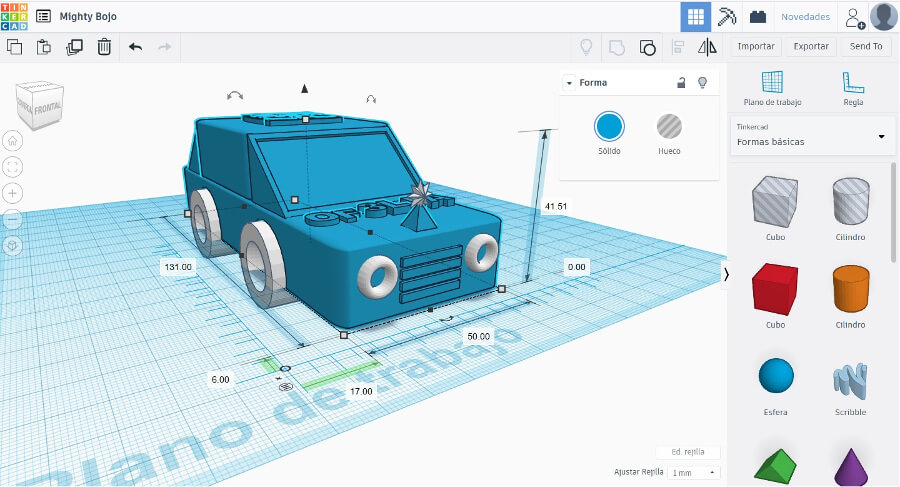 TIN
KER
CAD
Mighty Bojo
Novedades
Importar
Exportar
Send To
FRONTAL
Forma
Sólido
Hueco
Plano de trabajo
Regla
Tinkercad
Formas básicas
Cubo
Cilindro
Cubo
Cilindro
Esfera
Scribble
41.51
0.00
131.00
50.00
6.00
17.00
Plano de trabajo
Ed. rejilla
Ajustar Rejilla
1 mm